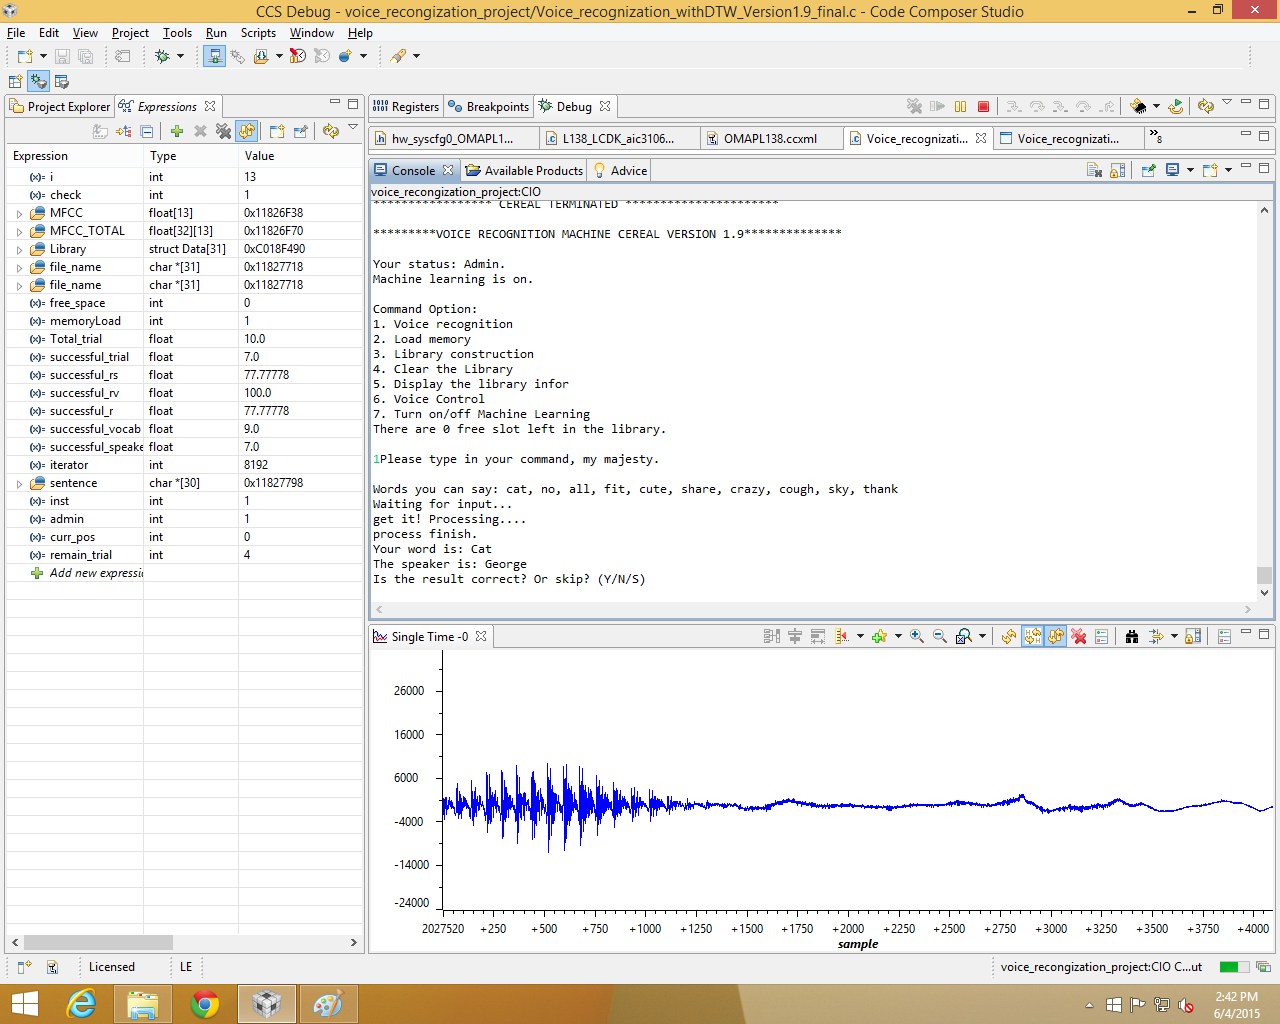 CCS Debug - voice_recongization_project/Voice_recognization_withDTW_Version1.9_final.c - Code Composer Studio
File Edit View Project Tools Run Scripts Window Help
Project Explorer Expressions
Expression Type Value
(x)= i int 13
(x)= check int 1
MFCC float[13] 0x11826F38
MFCC_TOTAL float[32][13] 0x11826F70
Library struct Data[31] 0xC018F490
file_name char *[31] 0x11827718
file_name char *[31] 0x11827718
(x)= free_space int 0
(x)= memoryLoad int 1
(x)= Total_trial float 10.0
(x)= successful_trial float 7.0
(x)= successful_rs float 77.77778
(x)= successful_rv float 100.0
(x)= successful_r float 77.77778
(x)= successful_vocab float 9.0
(x)= successful_speake float 7.0
(x)= iterator int 8192
sentence char *[30] 0x11827798
(x)= inst int 1
(x)= admin int 1
(x)= curr_pos int 0
(x)= remain_trial int 4
Add new expressi
Registers Breakpoints Debug
hw_syscfg0_OMAPL1... L138_LCDK_aic3106... OMAPL138.ccxml Voice_recognizati... Voice_recognizati... »8
Console Available Products Advice
voice_recongization_project:CIO
***************** CEREAL TERMINATED **********************
*********VOICE RECOGNITION MACHINE CEREAL VERSION 1.9**************
Your status: Admin.
Machine learning is on.
Command Option:
1. Voice recognition
2. Load memory
3. Library construction
4. Clear the Library
5. Display the library infor
6. Voice Control
7. Turn on/off Machine Learning
There are 0 free slot left in the library.
1Please type in your command, my majesty.
Words you can say: cat, no, all, fit, cute, share, crazy, cough, sky, thank
Waiting for input...
get it! Processing....
process finish.
Your word is: Cat
The speaker is: George
Is the result correct? Or skip? (Y/N/S)
Single Time -0
26000
16000
6000
-4000
-14000
-24000
2027520 +250 +500 +750 +1000 +1250 +1500 +1750 +2000 +2250 +2500 +2750 +3000 +3250 +3500 +3750 +4000
sample
Licensed LE voice_recongization_project:CIO C...ut
2:42 PM
6/4/2015